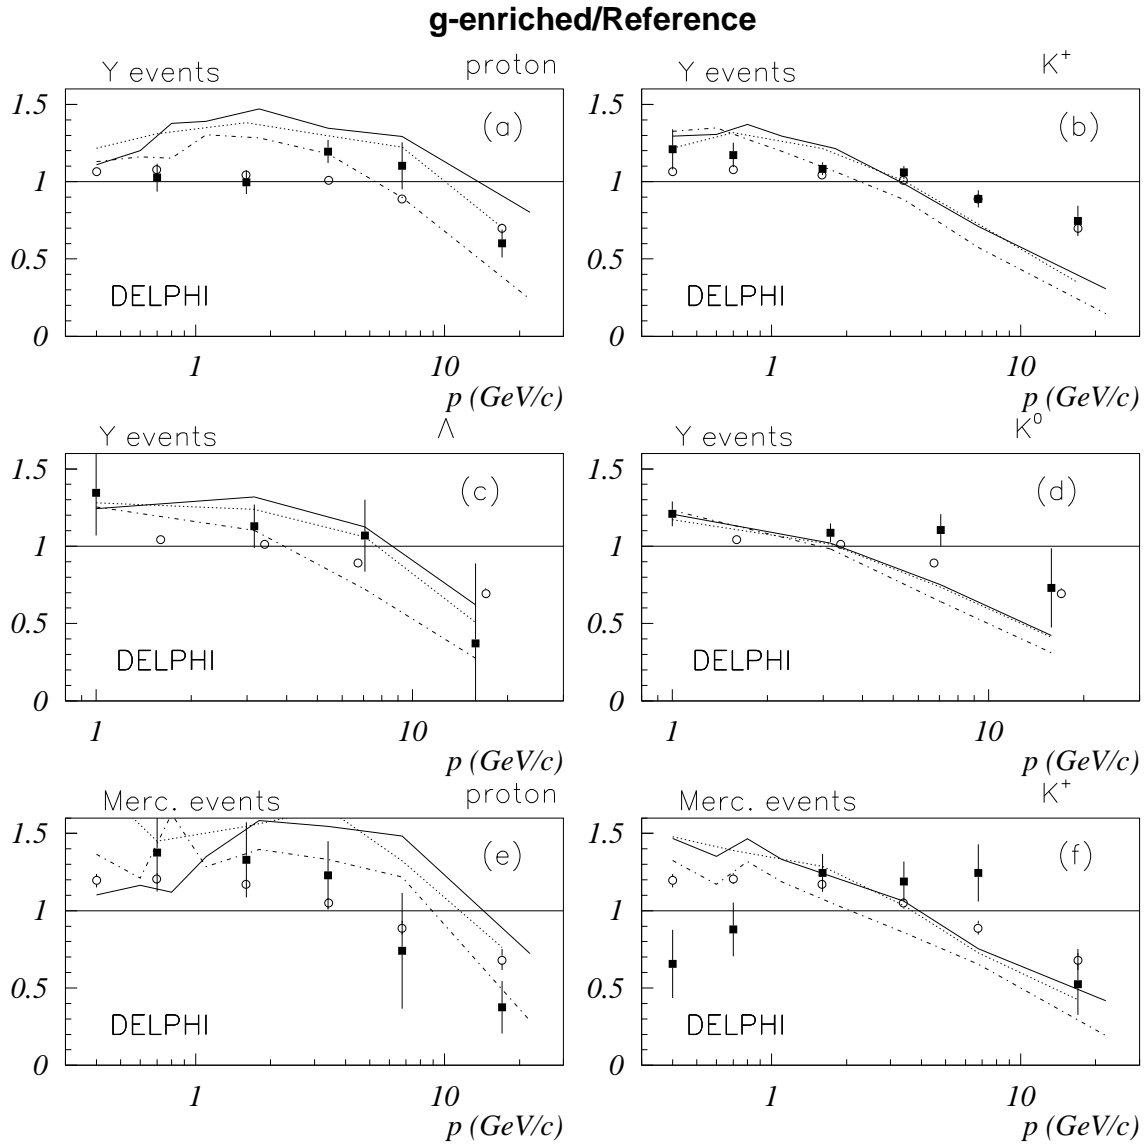 g-enriched/Reference
Y events proton
(a)
1.5
1
0.5
0
DELPHI
1 10
p (GeV/c)
Y events K⁺
(b)
1.5
1
0.5
0
DELPHI
1 10
p (GeV/c)
Y events Λ
(c)
1.5
1
0.5
0
DELPHI
1 10
p (GeV/c)
Y events K⁰
(d)
1.5
1
0.5
0
DELPHI
1 10
p (GeV/c)
Merc. events proton
(e)
1.5
1
0.5
0
DELPHI
1 10
p (GeV/c)
Merc. events K⁺
(f)
1.5
1
0.5
0
DELPHI
1 10
p (GeV/c)